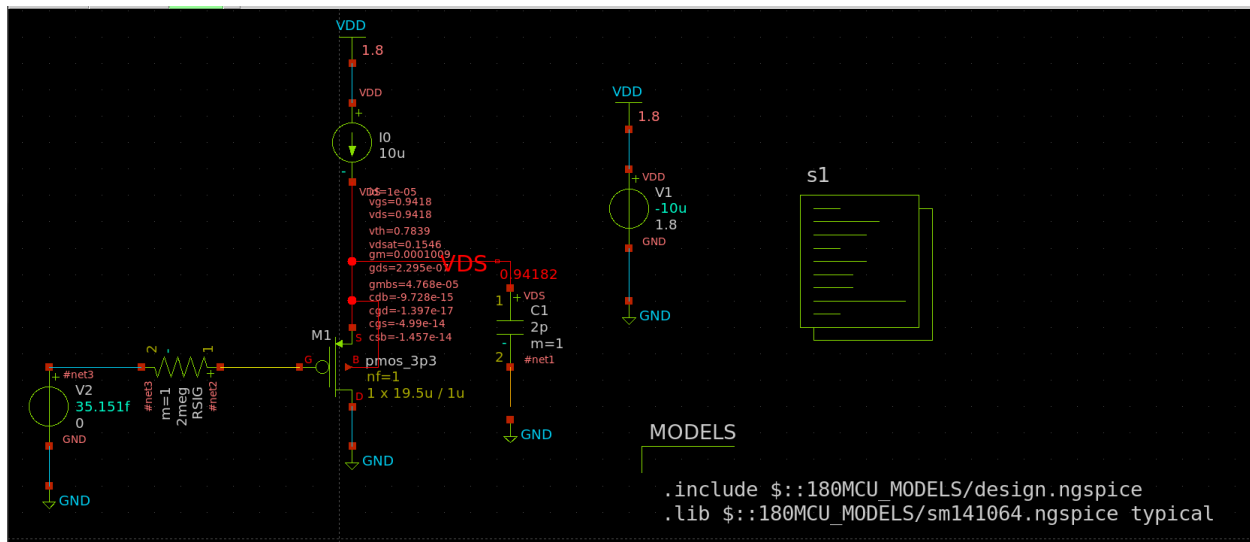 VDD
1.8
VDD
+
I0
10u
-
VDS
id=1e-05
vgs=0.9418
vds=0.9418
vth=0.7839
vdsat=0.1546
gm=0.0001009
gds=2.295e-07
gmbs=4.768e-05
cdb=-9.728e-15
cgd=-1.397e-17
cgs=-4.99e-14
csb=-1.457e-14
VDS
0.94182
1
+ VDS
C1
2p
-
m=1
2
#net1
GND
M1
S
G
B
D
pmos_3p3
nf=1
1 x 19.5u / 1u
GND
2
-
1
+
#net3
m=1
2meg
RSIG
#net2
+ #net3
V2
35.151f
0
GND
GND
VDD
1.8
+ VDD
V1
-10u
1.8
GND
GND
s1
MODELS
.include $::180MCU_MODELS/design.ngspice
.lib $::180MCU_MODELS/sm141064.ngspice typical